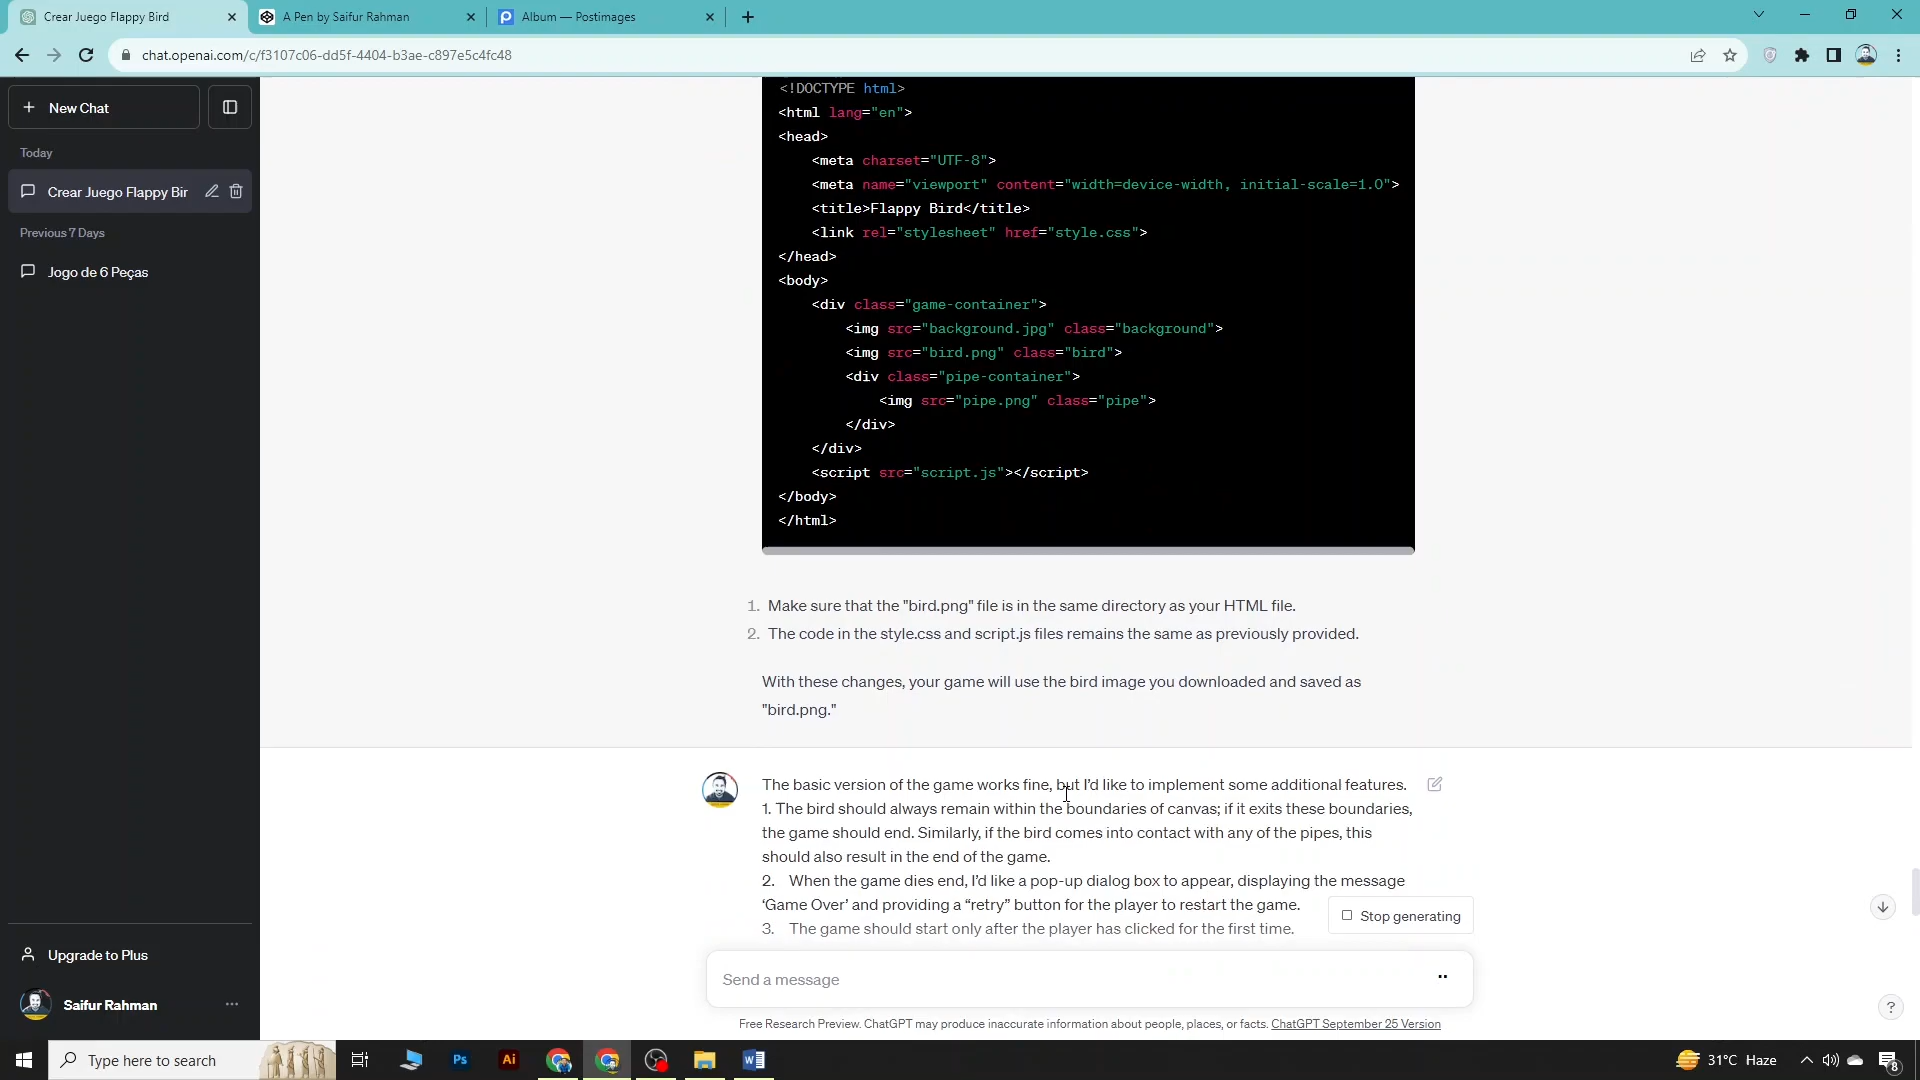 Crear Juego Flappy Bird
A Pen by Saifur Rahman
Album — Postimages
chat.openai.com/c/f3107c06-dd5f-4404-b3ae-c897e5c4fc48
New Chat
Today
Crear Juego Flappy Bir
Previous 7 Days
Jogo de 6 Peças
<!DOCTYPE html>
<html lang="en">
<head>
<meta charset="UTF-8">
<meta name="viewport" content="width=device-width, initial-scale=1.0">
<title>Flappy Bird</title>
<link rel="stylesheet" href="style.css">
</head>
<body>
<div class="game-container">
<img src="background.jpg" class="background">
<img src="bird.png" class="bird">
<div class="pipe-container">
<img src="pipe.png" class="pipe">
</div>
</div>
<script src="script.js"></script>
</body>
</html>
1. Make sure that the "bird.png" file is in the same directory as your HTML file.
2. The code in the style.css and script.js files remains the same as previously provided.
With these changes, your game will use the bird image you downloaded and saved as
"bird.png."
The basic version of the game works fine, but I’d like to implement some additional features.
1. The bird should always remain within the boundaries of canvas; if it exits these boundaries,
the game should end. Similarly, if the bird comes into contact with any of the pipes, this
should also result in the end of the game.
2. When the game dies end, I’d like a pop-up dialog box to appear, displaying the message
‘Game Over’ and providing a “retry” button for the player to restart the game.
3. The game should start only after the player has clicked for the first time.
Stop generating
Send a message
Free Research Preview. ChatGPT may produce inaccurate information about people, places, or facts. ChatGPT September 25 Version
?
Upgrade to Plus
Saifur Rahman
Type here to search
Ps
Ai
W
31°C Haze
8